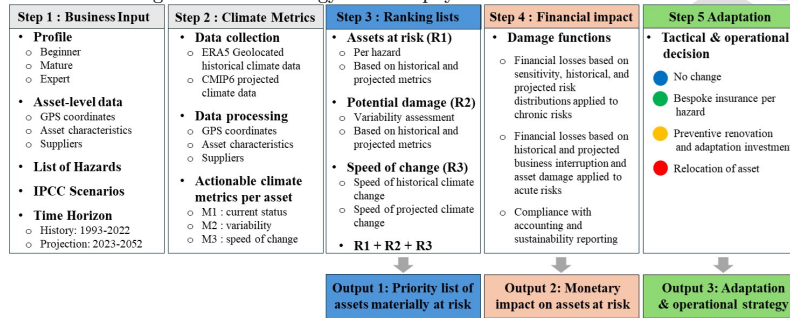 Step 1 : Business Input
• Profile
o Beginner
o Mature
o Expert
• Asset-level data
o GPS coordinates
o Asset characteristics
o Suppliers
• List of Hazards
• IPCC Scenarios
• Time Horizon
o History: 1993-2022
o Projection: 2023-2052
Step 2 : Climate Metrics
• Data collection
o ERA5 Geolocated
historical climate data
o CMIP6 projected
climate data
• Data processing
o GPS coordinates
o Asset characteristics
o Suppliers
• Actionable climate
metrics per asset
o M1 : current status
o M2 : variability
o M3 : speed of change
Step 3 : Ranking lists
• Assets at risk (R1)
o Per hazard
o Based on historical and
projected metrics
• Potential damage (R2)
o Variability assessment
o Based on historical and
projected metrics
• Speed of change (R3)
o Speed of historical climate
change
o Speed of projected climate
change
• R1 + R2 + R3
Step 4 : Financial impact
• Damage functions
o Financial losses based on
sensitivity, historical, and
projected risk
distributions applied to
chronic risks
o Financial losses based on
historical and projected
business interruption and
asset damage applied to
acute risks
o Compliance with
accounting and
sustainability reporting
Step 5 Adaptation
• Tactical & operational
decision
No change
Bespoke insurance per
hazard
Preventive renovation
and adaptation investment
Relocation of asset
Output 1: Priority list of
assets materially at risk
Output 2: Monetary
impact on assets at risk
Output 3: Adaptation
& operational strategy